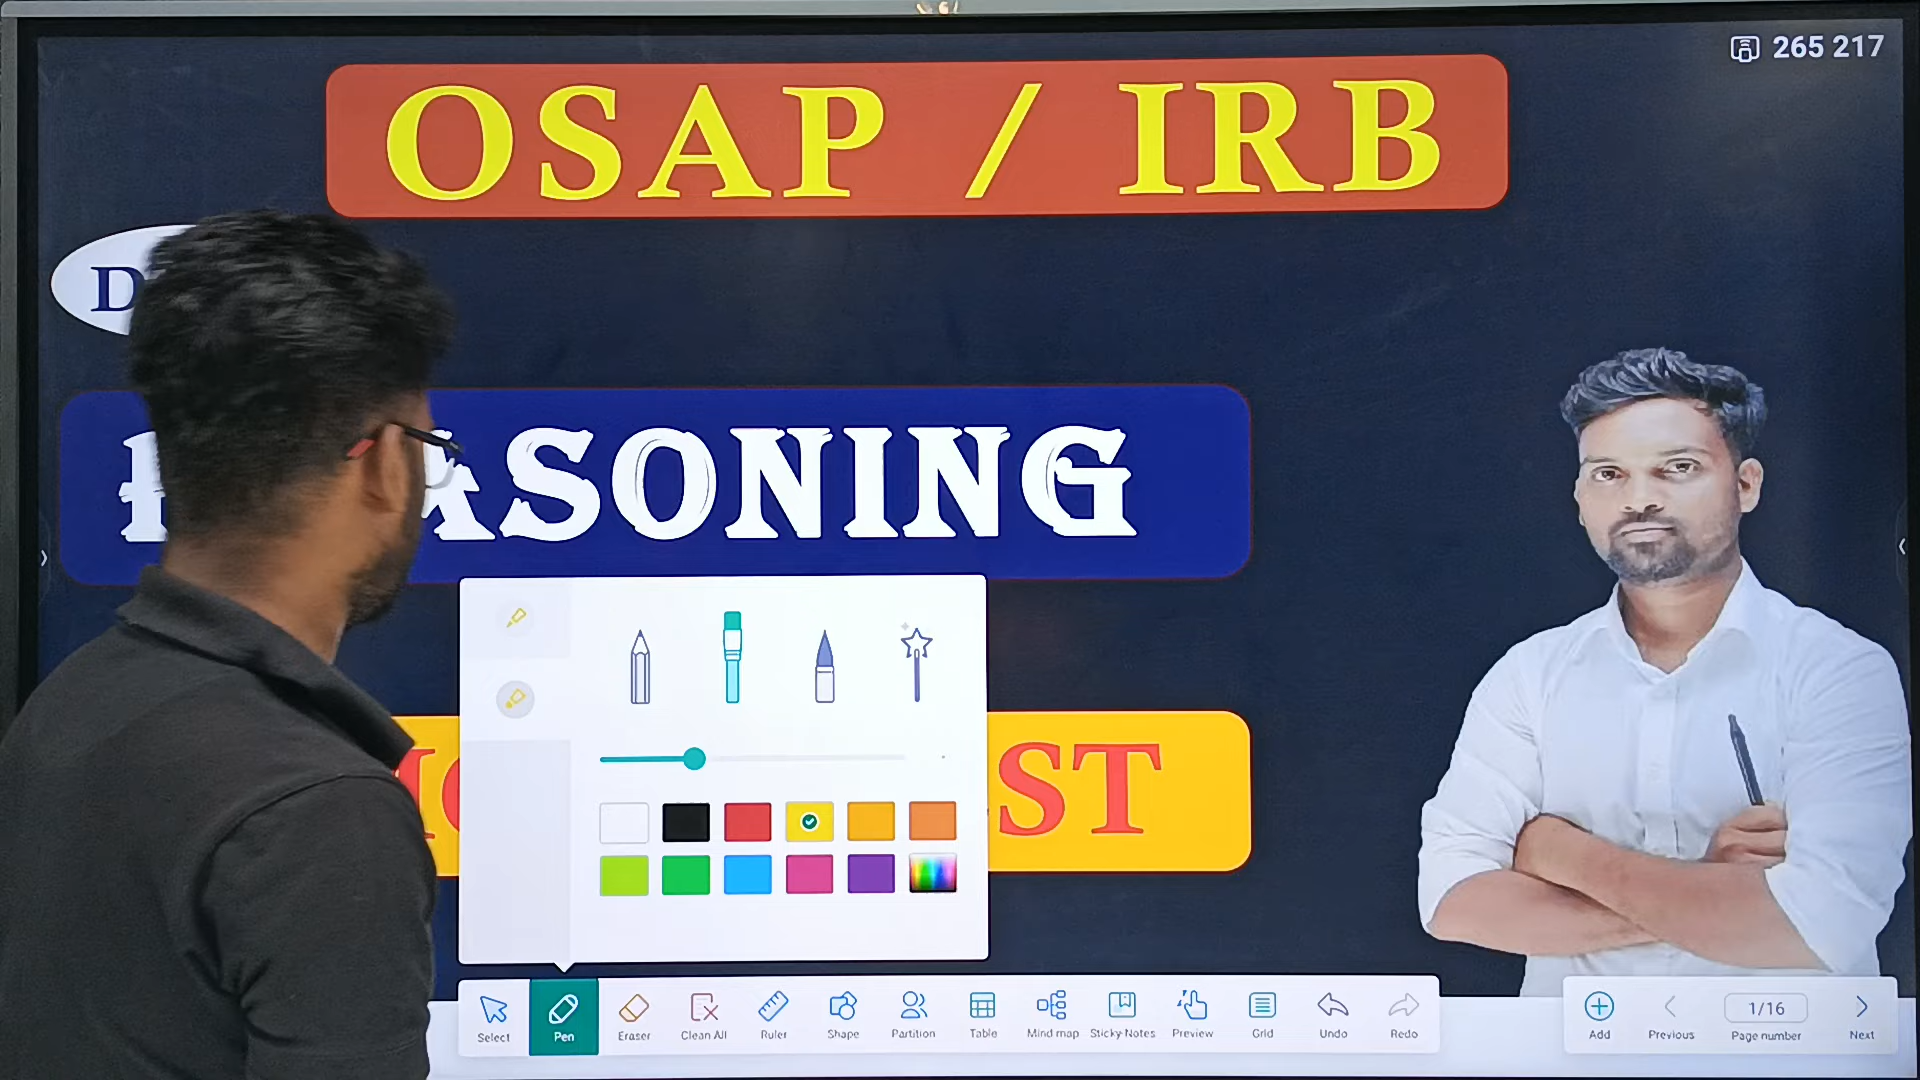 265 217
OSAP / IRB
D
ASONING
ST
Select
Pen
Eraser
Clean All
Ruler
Shape
Partition
Table
Mind map
Sticky Notes
Preview
Grid
Undo
Redo
Add
Previous
1/16
Page number
Next